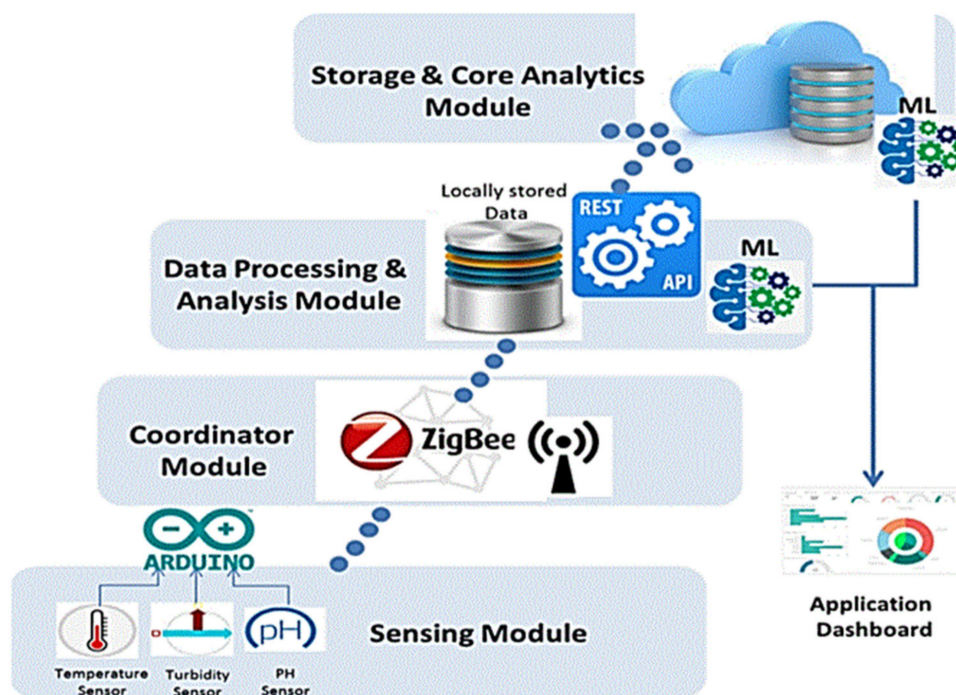 Storage & Core Analytics
Module
ML
Locally stored
Data
REST
API
Data Processing &
Analysis Module
ML
Coordinator
Module
ZigBee
ARDUINO
pH
Sensing Module
Temperature
Sensor
Turbidity
Sensor
PH
Sensor
Application
Dashboard